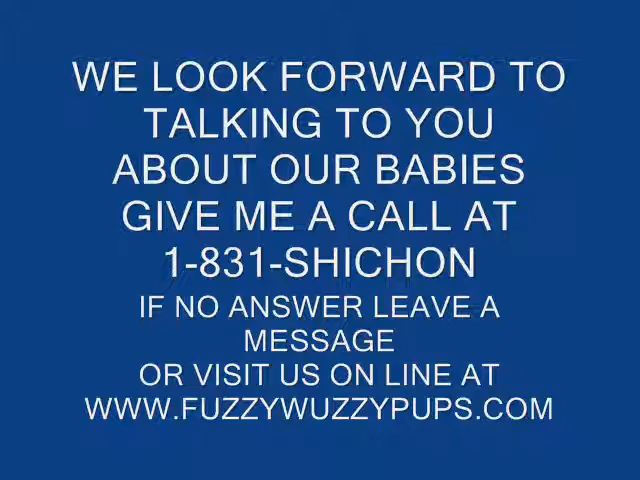 WE LOOK FORWARD TO
TALKING TO YOU
ABOUT OUR BABIES
GIVE ME A CALL AT
1-831-SHICHON
IF NO ANSWER LEAVE A
MESSAGE
OR VISIT US ON LINE AT
WWW.FUZZYWUZZYPUPS.COM